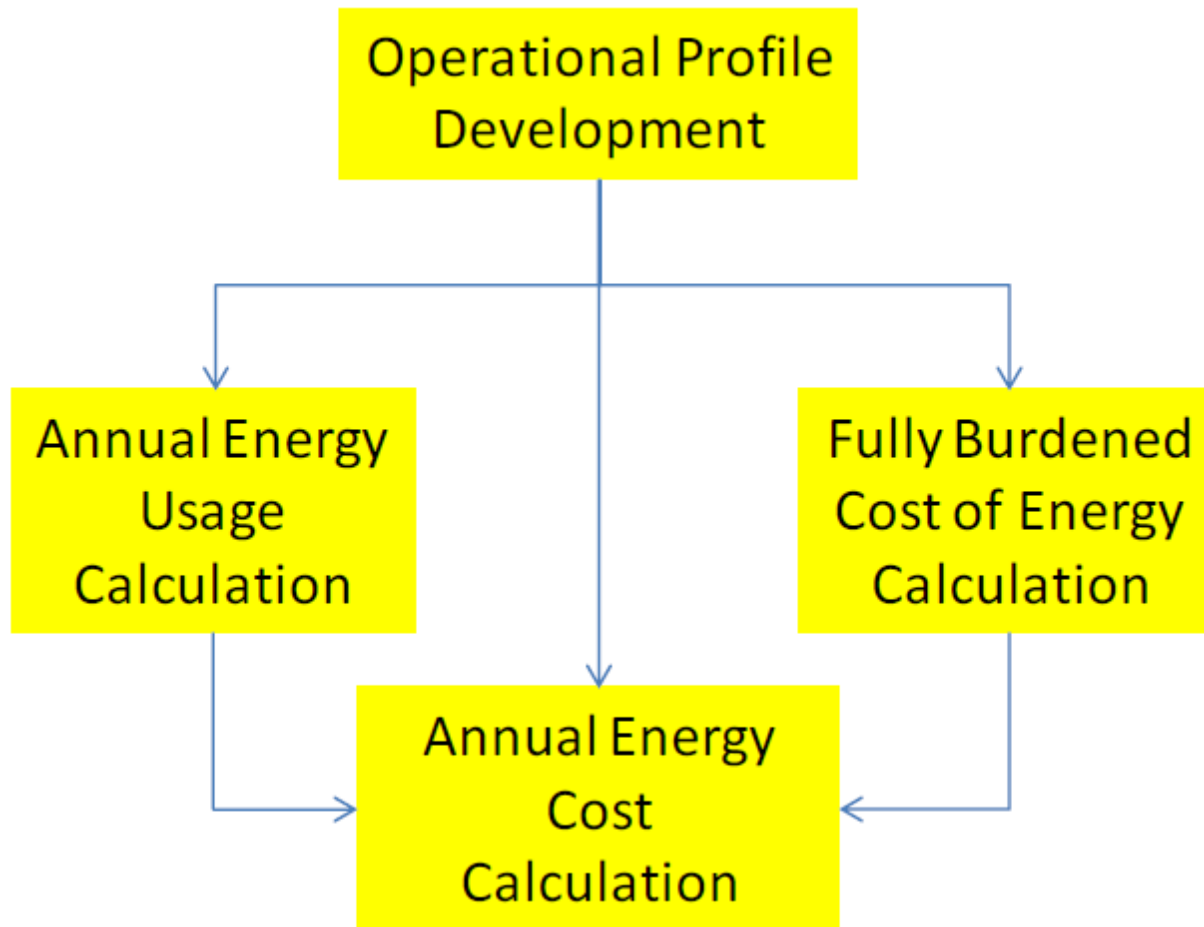 Operational Profile
Development
Annual Energy
Usage
Calculation
Fully Burdened
Cost of Energy
Calculation
Annual Energy
Cost
Calculation